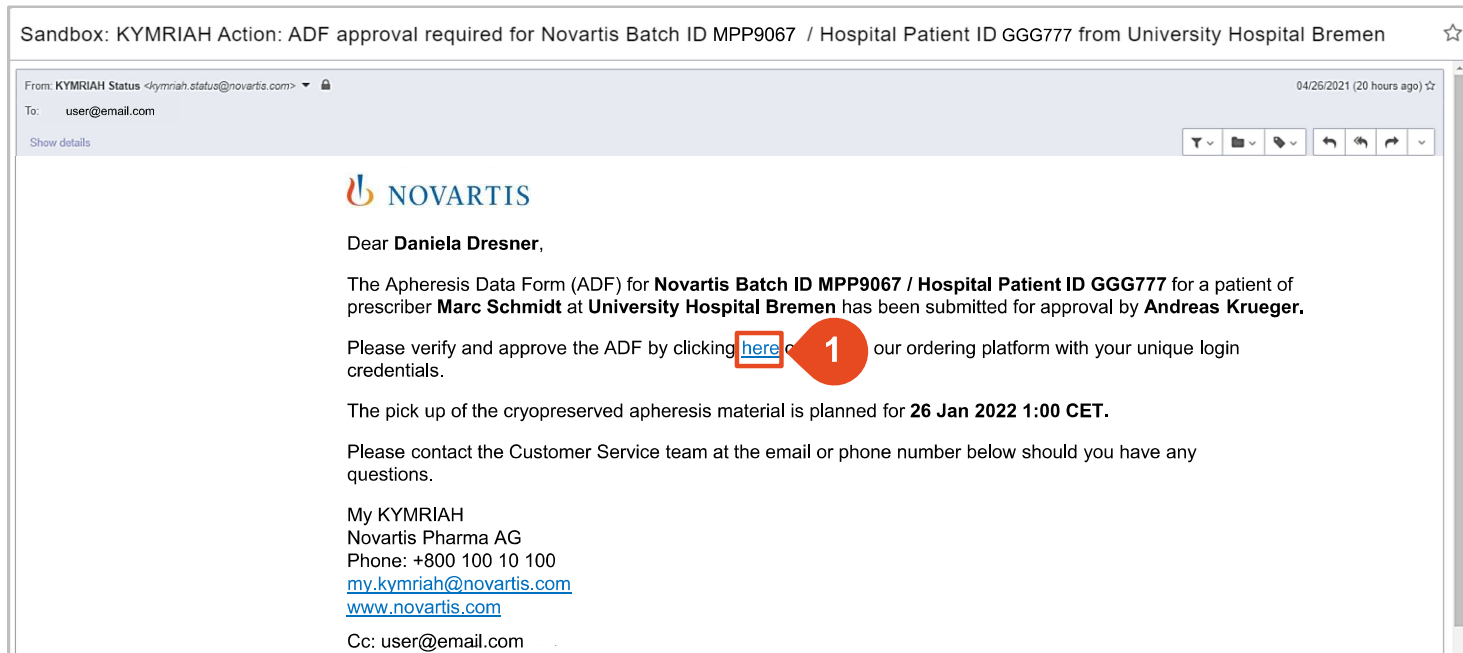 Sandbox: KYMRIAH Action: ADF approval required for Novartis Batch ID MPP9067 / Hospital Patient ID GGG777 from University Hospital Bremen
From: KYMRIAH Status <kymriah.status@novartis.com>
04/26/2021 (20 hours ago)
To: user@email.com
Show details
NOVARTIS
Dear Daniela Dresner,
The Apheresis Data Form (ADF) for Novartis Batch ID MPP9067 / Hospital Patient ID GGG777 for a patient of
prescriber Marc Schmidt at University Hospital Bremen has been submitted for approval by Andreas Krueger.
Please verify and approve the ADF by clicking here 1 our ordering platform with your unique login
credentials.
The pick up of the cryopreserved apheresis material is planned for 26 Jan 2022 1:00 CET.
Please contact the Customer Service team at the email or phone number below should you have any
questions.
My KYMRIAH
Novartis Pharma AG
Phone: +800 100 10 100
my.kymriah@novartis.com
www.novartis.com
Cc: user@email.com